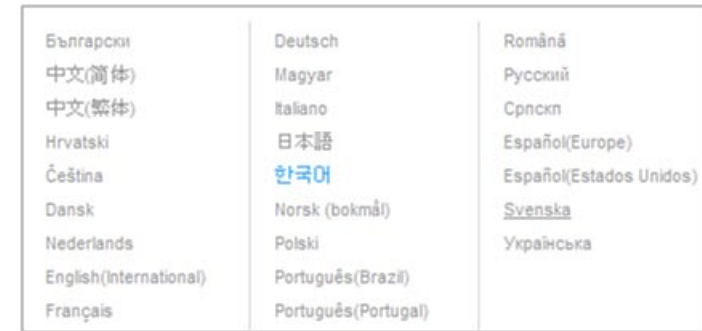 Български
中文(简体)
中文(繁体)
Hrvatski
Čeština
Dansk
Nederlands
English(International)
Français
Deutsch
Magyar
Italiano
日本語
한국어
Norsk (bokmål)
Polski
Português(Brazil)
Português(Portugal)
Română
Русский
Српскп
Español(Europe)
Español(Estados Unidos)
Svenska
Українська